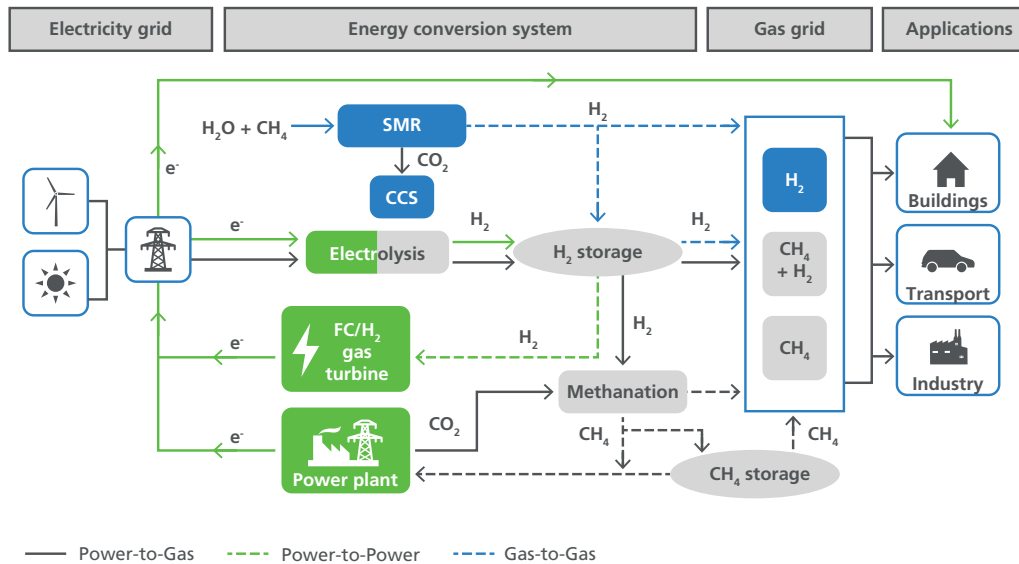 Electricity grid
Energy conversion system
Gas grid
Applications
H₂O + CH₄
SMR
H₂
CO₂
CCS
e⁻
H₂
Buildings
e⁻
Electrolysis
H₂
H₂ storage
H₂
CH₄
+ H₂
Transport
e⁻
FC/H₂
gas
turbine
H₂
H₂
CH₄
Methanation
Industry
e⁻
CO₂
CH₄
CH₄
Power plant
CH₄ storage
Power-to-Gas
Power-to-Power
Gas-to-Gas